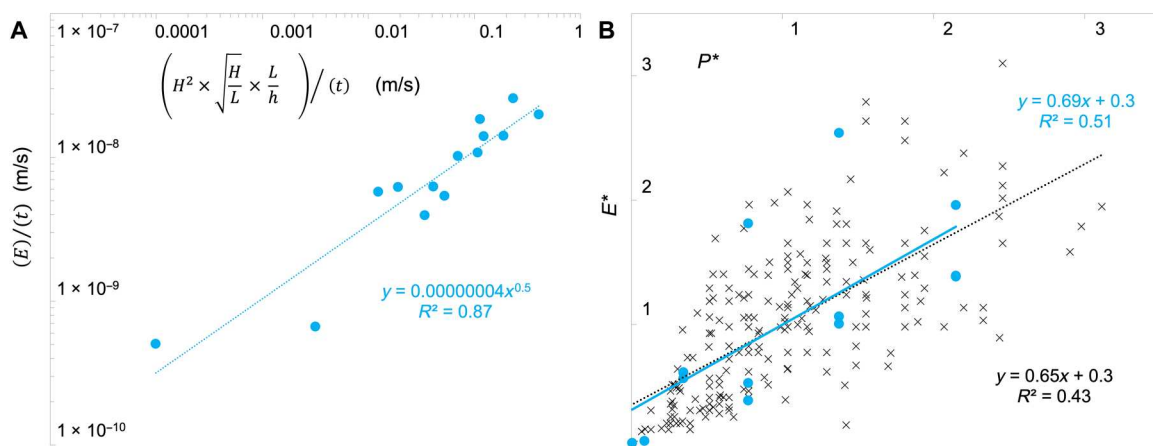 A
1 × 10⁻⁷
0.0001 0.001 0.01 0.1 1
(H² × √(H/L) × L/h) / (t) (m/s)
1 × 10⁻⁸
(E)/(t) (m/s)
1 × 10⁻⁹
y = 0.00000004x⁰·⁵
R² = 0.87
1 × 10⁻¹⁰
B
1 2 3
P*
3
y = 0.69x + 0.3
R² = 0.51
2
E*
1
y = 0.65x + 0.3
R² = 0.43